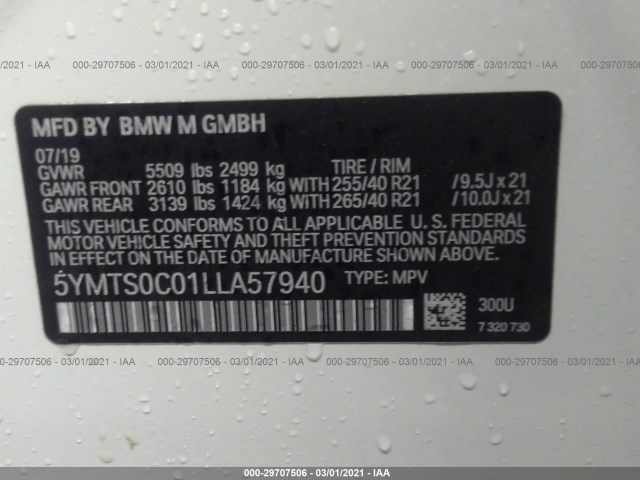 000-29707506 - 03/01/2021 - IAA
MFD BY BMW M GMBH
07/19
GVWR 5509 lbs 2499 kg TIRE / RIM
GAWR FRONT 2610 lbs 1184 kg WITH 255/40 R21 / 9.5J x 21
GAWR REAR 3139 lbs 1424 kg WITH 265/40 R21 / 10.0J x 21
THIS VEHICLE CONFORMS TO ALL APPLICABLE U. S. FEDERAL
MOTOR VEHICLE SAFETY AND THEFT PREVENTION STANDARDS
IN EFFECT ON THE DATE OF MANUFACTURE SHOWN ABOVE.
5YMTS0C01LLA57940 TYPE: MPV
300U
7 320 730
000-29707506 - 03/01/2021 - IAA